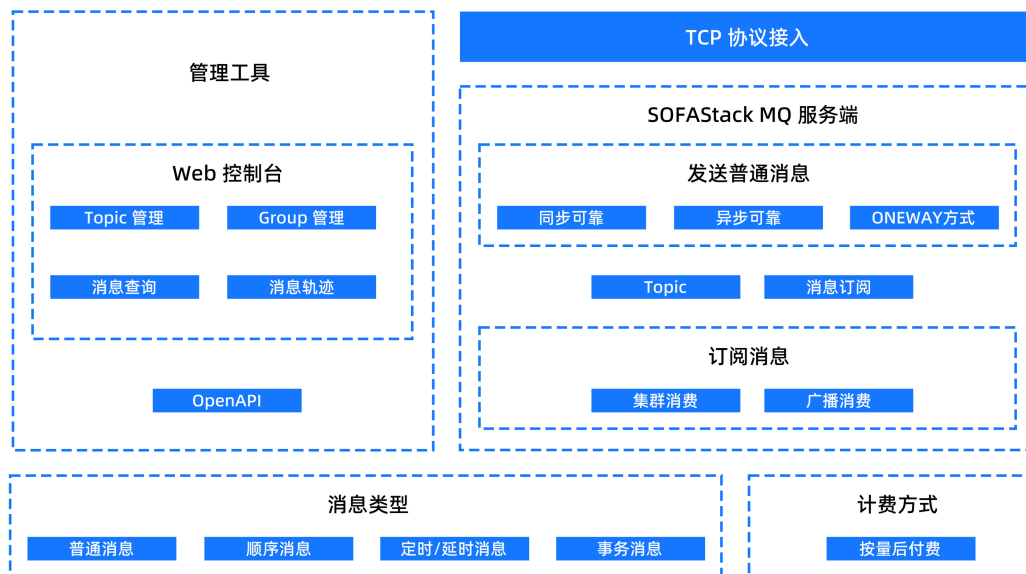 管理工具
Web 控制台
Topic 管理
Group 管理
消息查询
消息轨迹
OpenAPI
TCP 协议接入
SOFAStack MQ 服务端
发送普通消息
同步可靠
异步可靠
ONEWAY方式
Topic
消息订阅
订阅消息
集群消费
广播消费
消息类型
普通消息
顺序消息
定时/延时消息
事务消息
计费方式
按量后付费